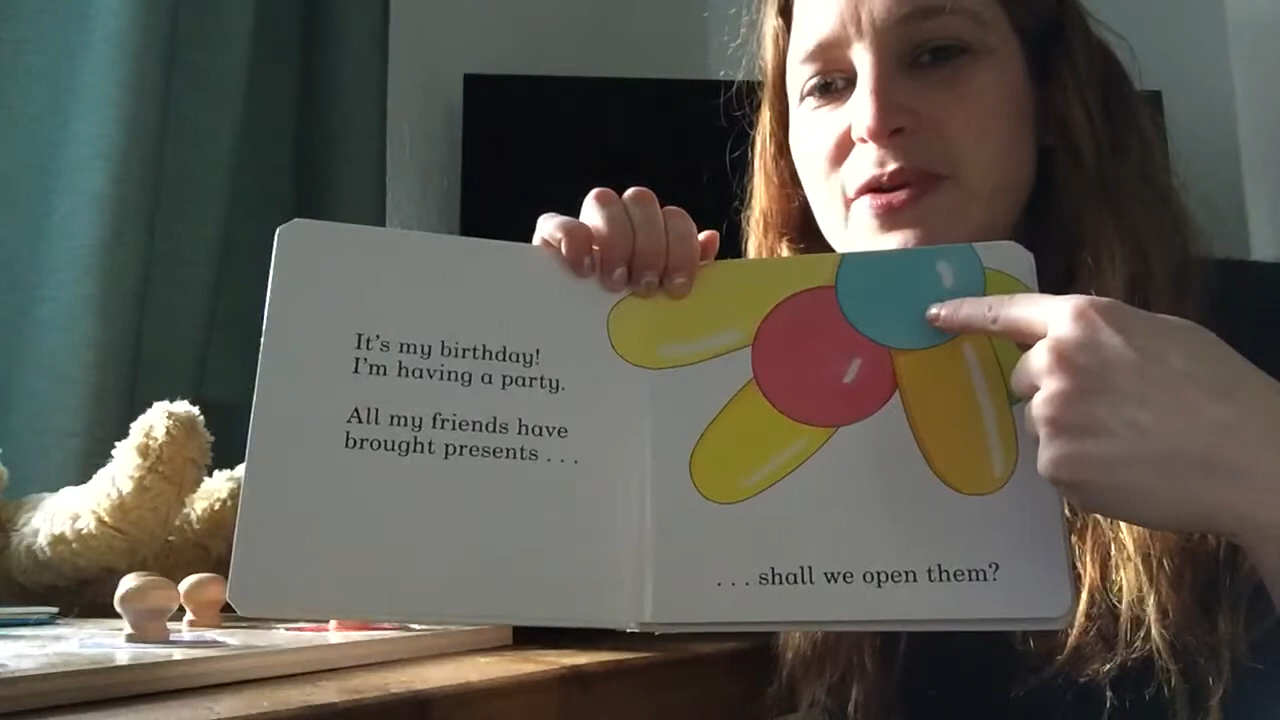 It's my birthday!
I'm having a party.
All my friends have
brought presents . . .
. . . shall we open them?